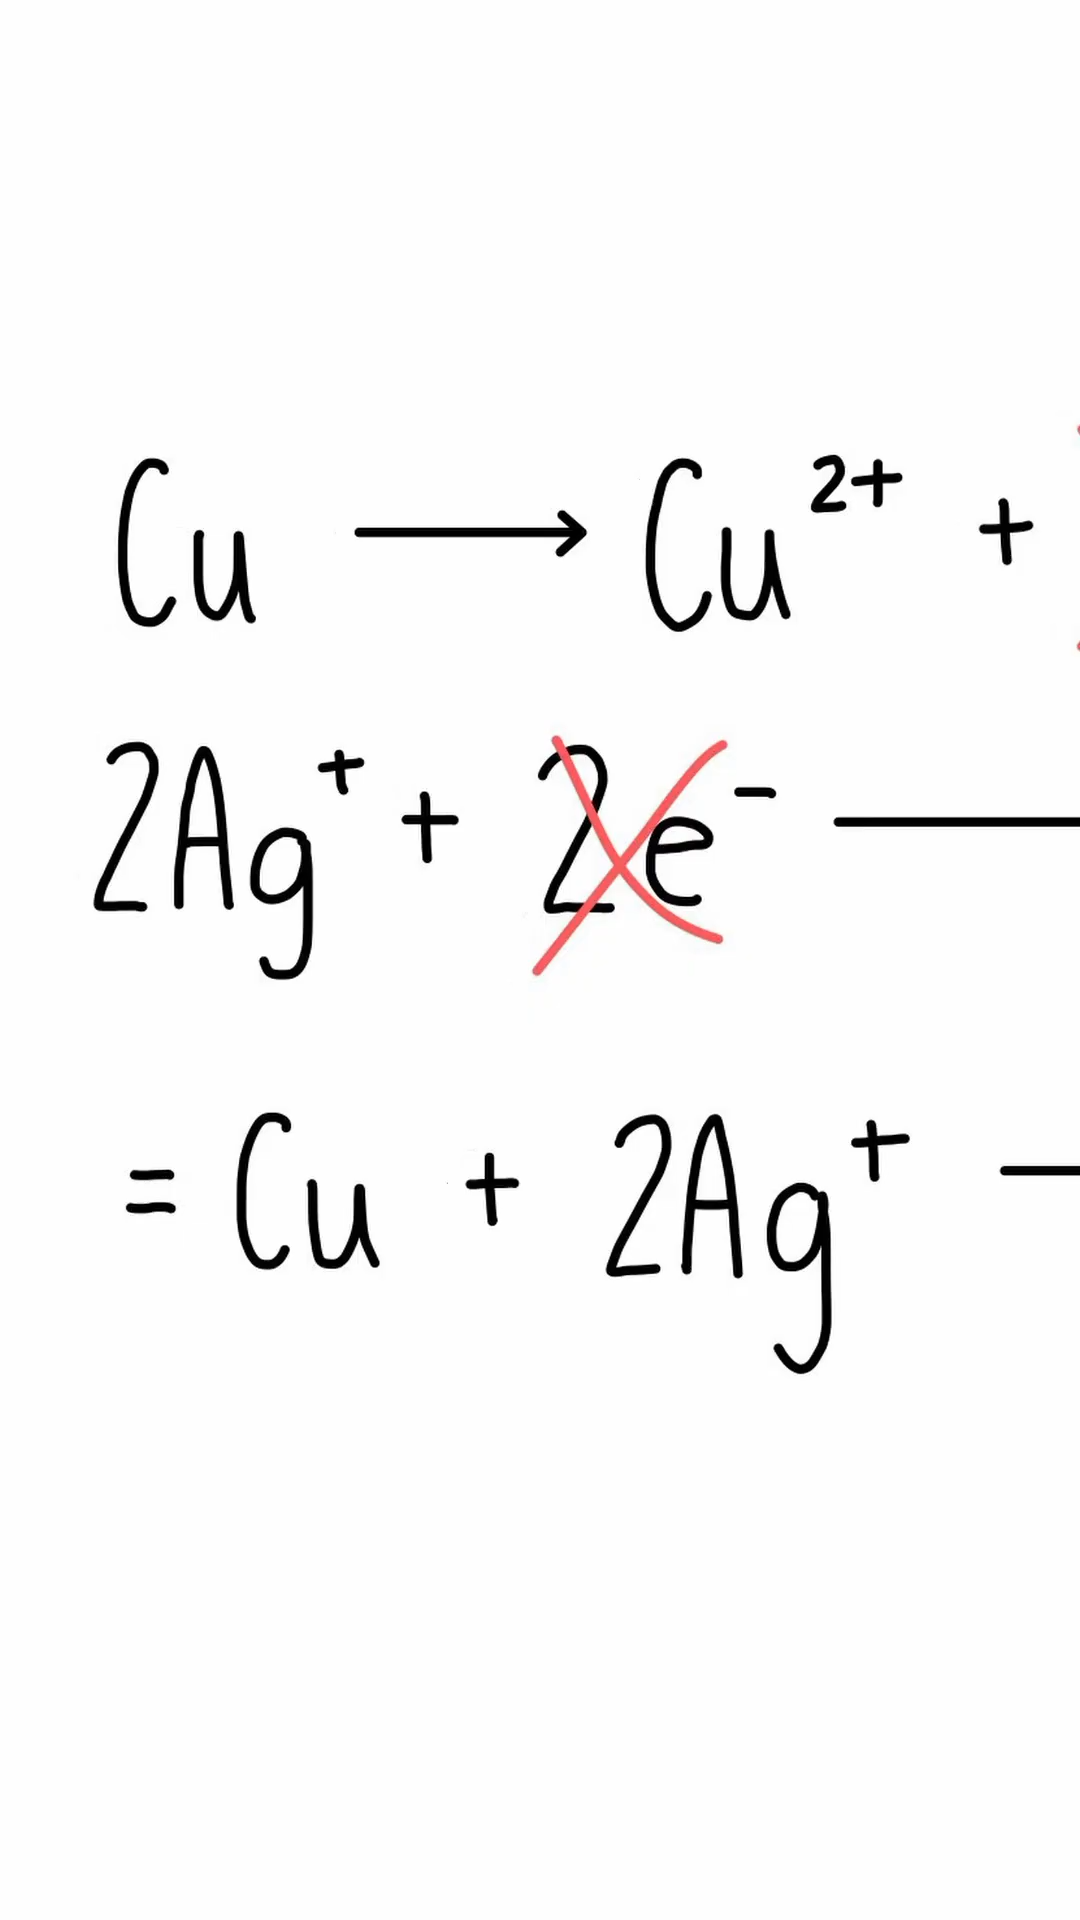 Cu → Cu²⁺ +
2Ag⁺ + 2e⁻ —
= Cu + 2Ag⁺ —